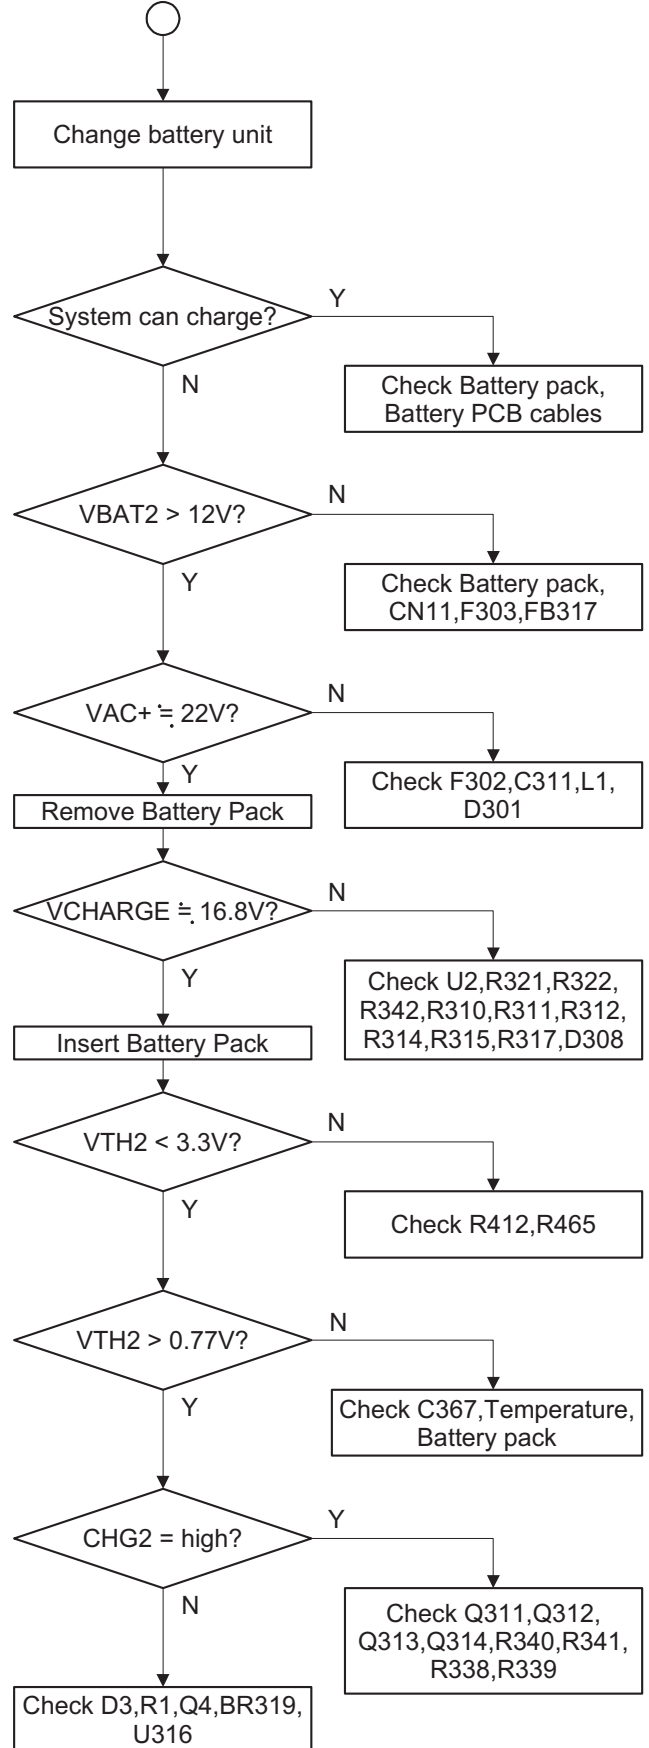 Change battery unit
System can charge?
Y
N
Check Battery pack,
Battery PCB cables
VBAT2 > 12V?
N
Y
Check Battery pack,
CN11,F303,FB317
VAC+ ≒ 22V?
N
Y
Check F302,C311,L1,
D301
Remove Battery Pack
VCHARGE ≒ 16.8V?
N
Y
Check U2,R321,R322,
R342,R310,R311,R312,
R314,R315,R317,D308
Insert Battery Pack
VTH2 < 3.3V?
N
Y
Check R412,R465
VTH2 > 0.77V?
N
Y
Check C367,Temperature,
Battery pack
CHG2 = high?
Y
N
Check Q311,Q312,
Q313,Q314,R340,R341,
R338,R339
Check D3,R1,Q4,BR319,
U316